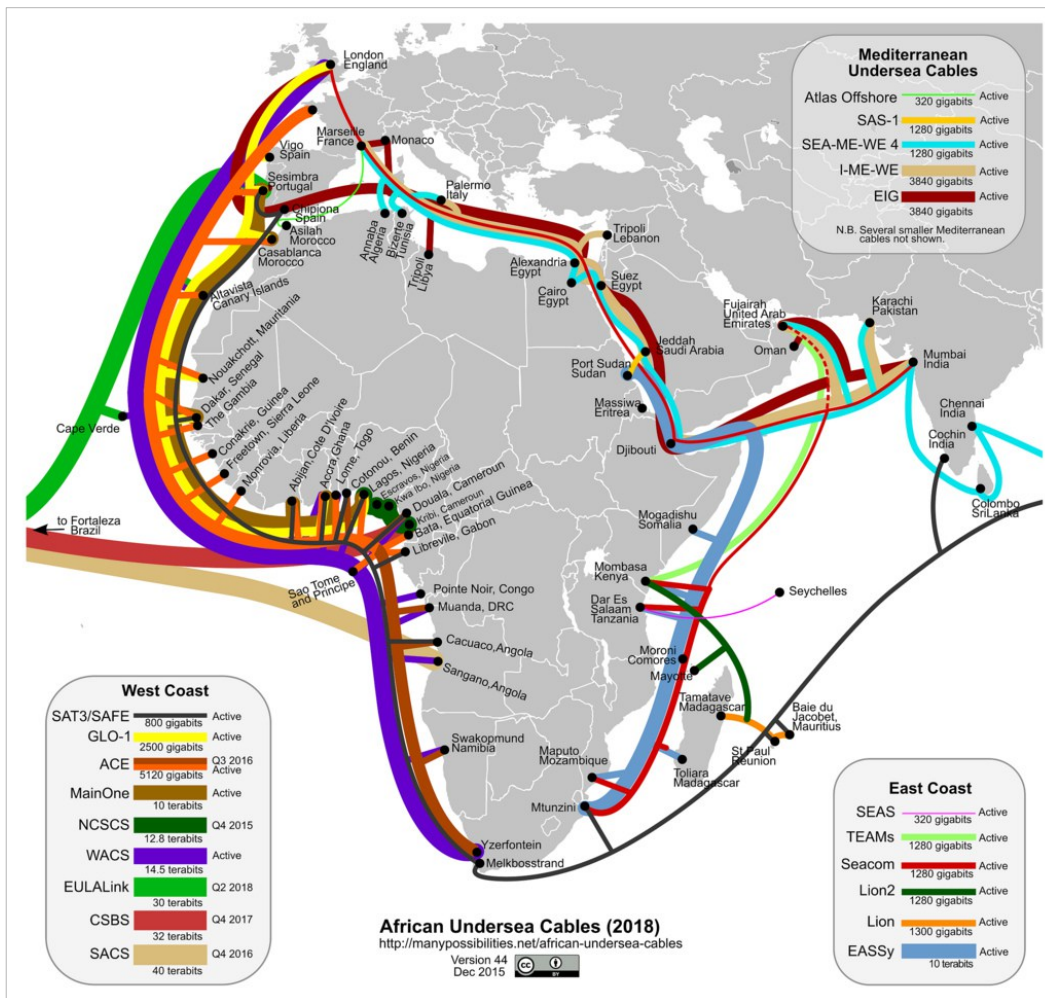 London
England
Vigo
Spain
Sesimbra
Portugal
Chipiona
Spain
Asilah
Morocco
Casablanca
Morocco
Altavista
Canary Islands
Marseille
France
Monaco
Palermo
Italy
Annaba
Algeria
Bizerte
Tunisia
Tripoli
Libya
Tripoli
Lebanon
Alexandria
Egypt
Cairo
Egypt
Suez
Egypt
Jeddah
Saudi Arabia
Port Sudan
Sudan
Massiwa
Eritrea
Djibouti
Fujairah
United Arab
Emirates
Oman
Karachi
Pakistan
Mumbai
India
Chennai
India
Cochin
India
Colombo
SriLanka
Nouakchott, Mauritania
Dakar, Senegal
The Gambia
Conakrie, Guinea
Freetown, Sierra Leone
Monrovia, Liberia
Abijan,Cote D'Ivoire
Accra,Ghana
Lome, Togo
Cotonou, Benin
Lagos, Nigeria
Escravos, Nigeria
Kwa Ibo, Nigeria
Douala, Cameroun
Kribi, Cameroun
Bata, Equatorial Guinea
Libreville, Gabon
Cape Verde
to Fortaleza
Brazil
Sao Tome
and Principe
Pointe Noir, Congo
Muanda, DRC
Cacuaco,Angola
Sangano,Angola
Swakopmund
Namibia
Yzerfontein
Melkbosstrand
Mogadishu
Somalia
Mombasa
Kenya
Dar Es
Salaam
Tanzania
Seychelles
Moroni
Comores
Mayotte
Tamatave
Madagascar
Baie du
Jacobet,
Mauritius
St Paul
Reunion
Toliara
Madagascar
Maputo
Mozambique
Mtunzini
Mediterranean
Undersea Cables
Atlas Offshore 320 gigabits Active
SAS-1 1280 gigabits Active
SEA-ME-WE 4 1280 gigabits Active
I-ME-WE 3840 gigabits Active
EIG 3840 gigabits Active
N.B. Several smaller Mediterranean
cables not shown.
West Coast
SAT3/SAFE 800 gigabits Active
GLO-1 2500 gigabits Active
ACE 5120 gigabits Q3 2016 Active
MainOne 10 terabits Active
NCSCS 12.8 terabits Q4 2015
WACS 14.5 terabits Active
EULALink 30 terabits Q2 2018
CSBS 32 terabits Q4 2017
SACS 40 terabits Q4 2016
East Coast
SEAS 320 gigabits Active
TEAMs 1280 gigabits Active
Seacom 1280 gigabits Active
Lion2 1280 gigabits Active
Lion 1300 gigabits Active
EASSy 10 terabits Active
African Undersea Cables (2018)
http://manypossibilities.net/african-undersea-cables
Version 44
Dec 2015
CC BY